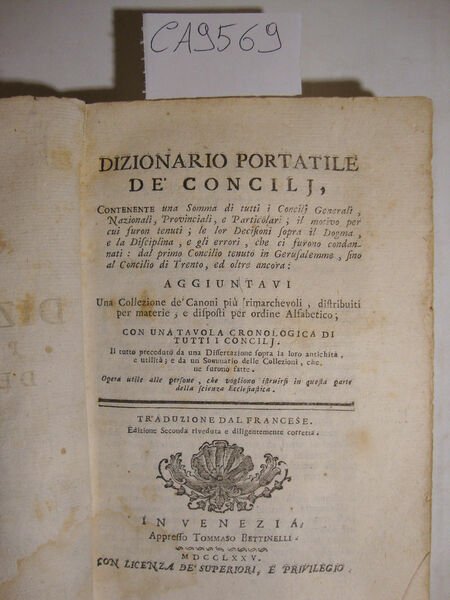 CA9569
DIZIONARIO PORTATILE
DE' CONCILJ,
CONTENENTE una Somma di tutti i Concilj Generali,
Nazionali, Provinciali, e Particolari; il motivo per
cui furon tenuti; le lor Decisioni sopra il Dogma,
e la Disciplina, e gli errori, che ci furono condan-
nati: dal primo Concilio tenuto in Gerusalemme, sino
al Concilio di Trento, ed oltre ancora:
AGGIUNTAVI
Una Collezione de' Canoni più rimarchevoli, distribuiti
per materie, e disposti per ordine Alfabetico;
CON UNA TAVOLA CRONOLOGICA DI
TUTTI I CONCILJ.
Il tutto preceduto da una Dissertazione sopra la loro antichità,
e utilità; e da un Sommario delle Collezioni, che
ne furono fatte.
Opera utile alle persone, che vogliono istruirsi in questa parte
della scienza Ecclesiastica.
TRADUZIONE DAL FRANCESE.
Edizione Seconda riveduta e diligentemente corretta.
IN VENEZIA,
Appresso TOMMASO BETTINELLI.
MDCCLXXV.
CON LICENZA DE' SUPERIORI, E PRIVILEGIO.